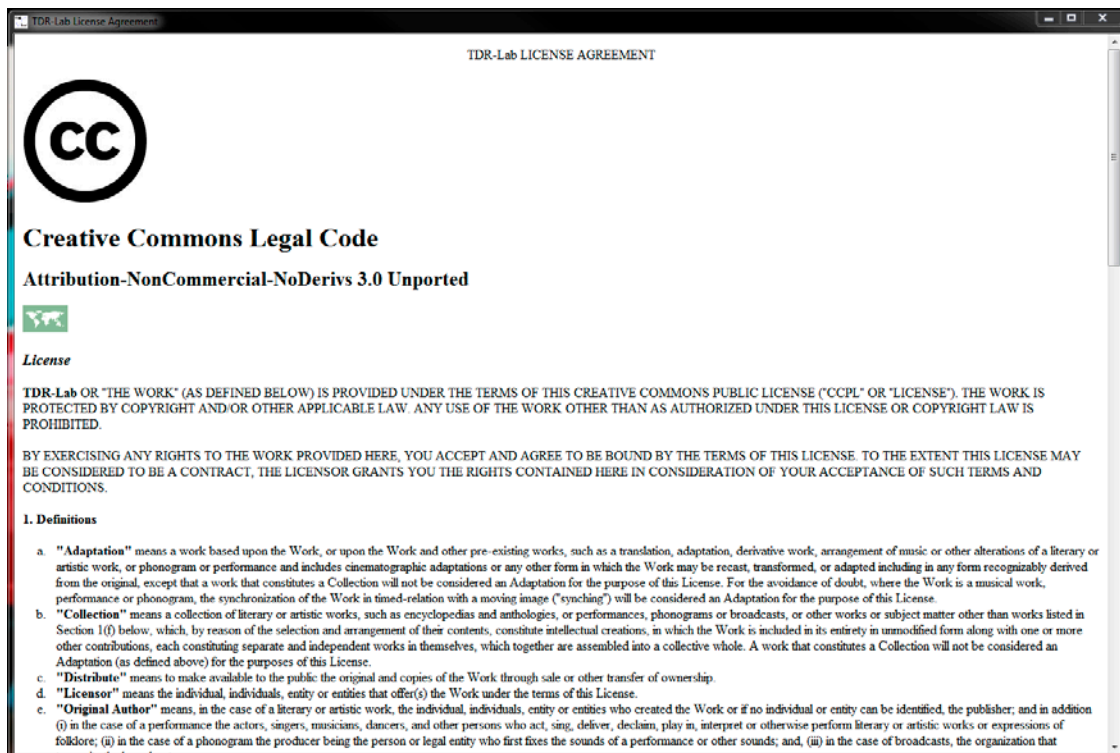 TDR-Lab License Agreement
TDR-Lab LICENSE AGREEMENT
cc
Creative Commons Legal Code
Attribution-NonCommercial-NoDerivs 3.0 Unported
License
TDR-Lab OR "THE WORK" (AS DEFINED BELOW) IS PROVIDED UNDER THE TERMS OF THIS CREATIVE COMMONS PUBLIC LICENSE ("CCPL" OR "LICENSE"). THE WORK IS
PROTECTED BY COPYRIGHT AND/OR OTHER APPLICABLE LAW. ANY USE OF THE WORK OTHER THAN AS AUTHORIZED UNDER THIS LICENSE OR COPYRIGHT LAW IS
PROHIBITED.
BY EXERCISING ANY RIGHTS TO THE WORK PROVIDED HERE, YOU ACCEPT AND AGREE TO BE BOUND BY THE TERMS OF THIS LICENSE. TO THE EXTENT THIS LICENSE MAY
BE CONSIDERED TO BE A CONTRACT, THE LICENSOR GRANTS YOU THE RIGHTS CONTAINED HERE IN CONSIDERATION OF YOUR ACCEPTANCE OF SUCH TERMS AND
CONDITIONS.
1. Definitions
a. "Adaptation" means a work based upon the Work, or upon the Work and other pre-existing works, such as a translation, adaptation, derivative work, arrangement of music or other alterations of a literary or
artistic work, or phonogram or performance and includes cinematographic adaptations or any other form in which the Work may be recast, transformed, or adapted including in any form recognizably derived
from the original, except that a work that constitutes a Collection will not be considered an Adaptation for the purpose of this License. For the avoidance of doubt, where the Work is a musical work,
performance or phonogram, the synchronization of the Work in timed-relation with a moving image ("synching") will be considered an Adaptation for the purpose of this License.
b. "Collection" means a collection of literary or artistic works, such as encyclopedias and anthologies, or performances, phonograms or broadcasts, or other works or subject matter other than works listed in
Section 1(f) below, which, by reason of the selection and arrangement of their contents, constitute intellectual creations, in which the Work is included in its entirety in unmodified form along with one or more
other contributions, each constituting separate and independent works in themselves, which together are assembled into a collective whole. A work that constitutes a Collection will not be considered an
Adaptation (as defined above) for the purposes of this License.
c. "Distribute" means to make available to the public the original and copies of the Work through sale or other transfer of ownership.
d. "Licensor" means the individual, individuals, entity or entities that offer(s) the Work under the terms of this License.
e. "Original Author" means, in the case of a literary or artistic work, the individual, individuals, entity or entities who created the Work or if no individual or entity can be identified, the publisher; and in addition
(i) in the case of a performance the actors, singers, musicians, dancers, and other persons who act, sing, deliver, declaim, play in, interpret or otherwise perform literary or artistic works or expressions of
folklore; (ii) in the case of a phonogram the producer being the person or legal entity who first fixes the sounds of a performance or other sounds; and, (iii) in the case of broadcasts, the organization that